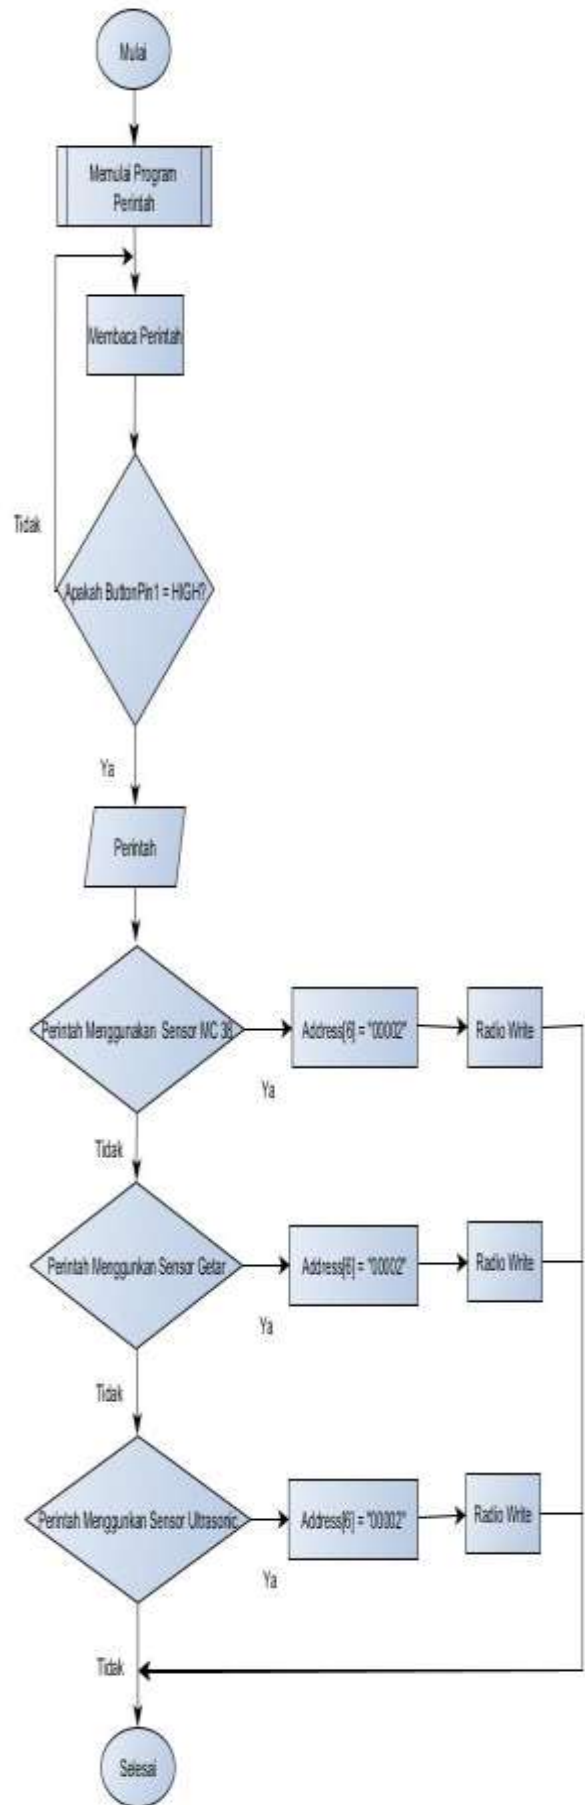 Mulai
Memulai Program
Perintah
Membaca Perintah
Tidak
Apakah ButtonPin1 = HIGH?
Ya
Perintah
Perintah Menggunakan Sensor MC 38
Address[6] = "00002"
Radio Write
Ya
Tidak
Perintah Menggunkan Sensor Getar
Address[6] = "00002"
Radio Write
Ya
Tidak
Perintah Menggunkan Sensor Ultrasonic
Address[6] = "00002"
Radio Write
Ya
Tidak
Selesai